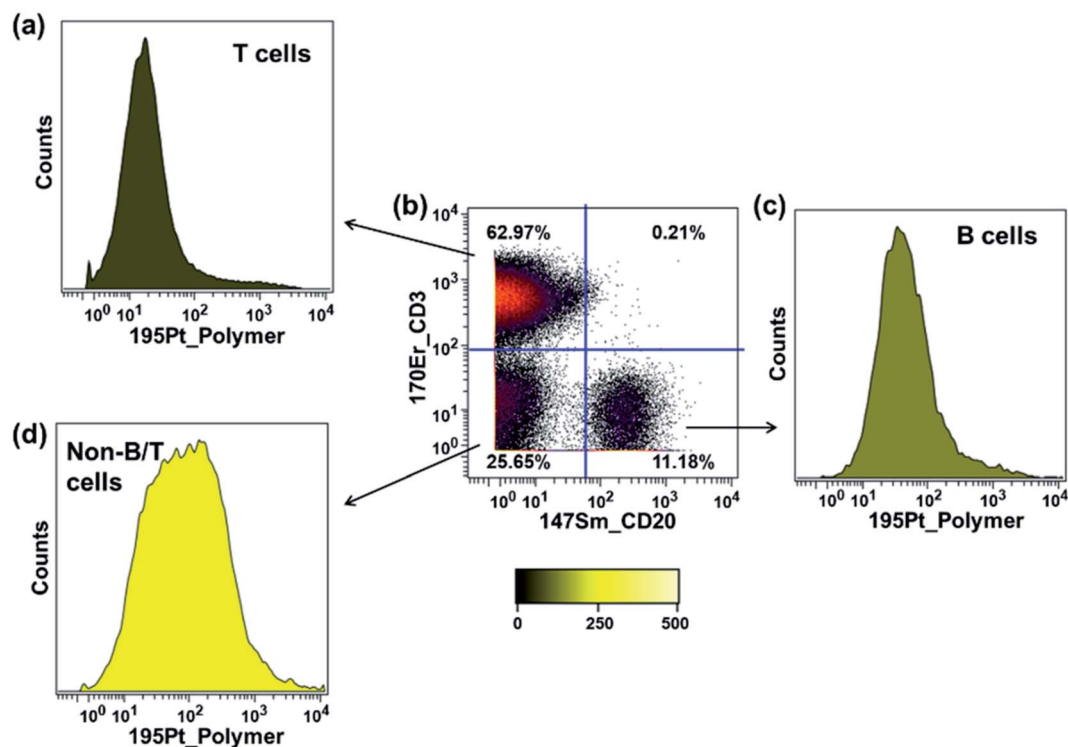 (a)
T cells
Counts
10⁰ 10¹ 10² 10³ 10⁴
195Pt_Polymer
(b)
62.97%
0.21%
25.65%
11.18%
170Er_CD3
10⁴
10³
10²
10¹
10⁰
10⁰ 10¹ 10² 10³ 10⁴
147Sm_CD20
(c)
B cells
Counts
10¹ 10² 10³ 10⁴
195Pt_Polymer
(d)
Non-B/T
cells
Counts
10⁰ 10¹ 10² 10³ 10⁴
195Pt_Polymer
0 250 500